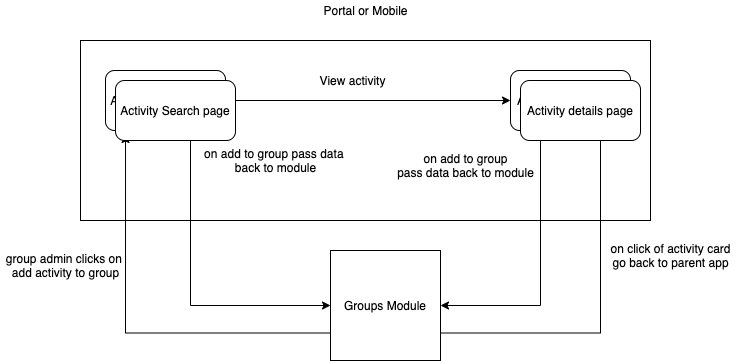 Portal or Mobile
View activity
A
Activity Search page
A
Activity details page
on add to group pass data
back to module
on add to group
pass data back to module
group admin clicks on
add activity to group
on click of activity card
go back to parent app
Groups Module